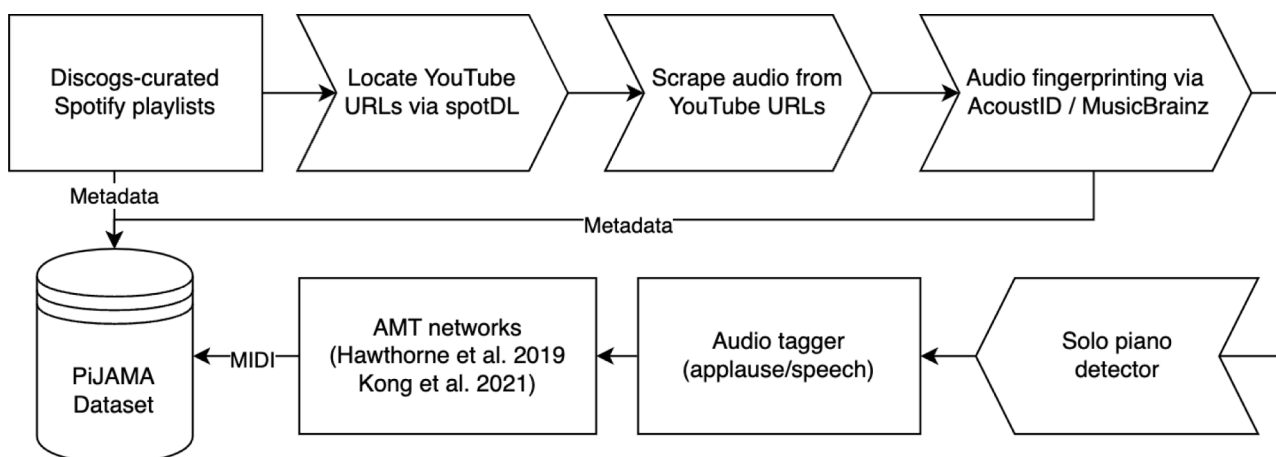 Discogs-curated
Spotify playlists
Locate YouTube
URLs via spotDL
Scrape audio from
YouTube URLs
Audio fingerprinting via
AcoustID / MusicBrainz
Metadata
Metadata
PiJAMA
Dataset
MIDI
AMT networks
(Hawthorne et al. 2019
Kong et al. 2021)
Audio tagger
(applause/speech)
Solo piano
detector